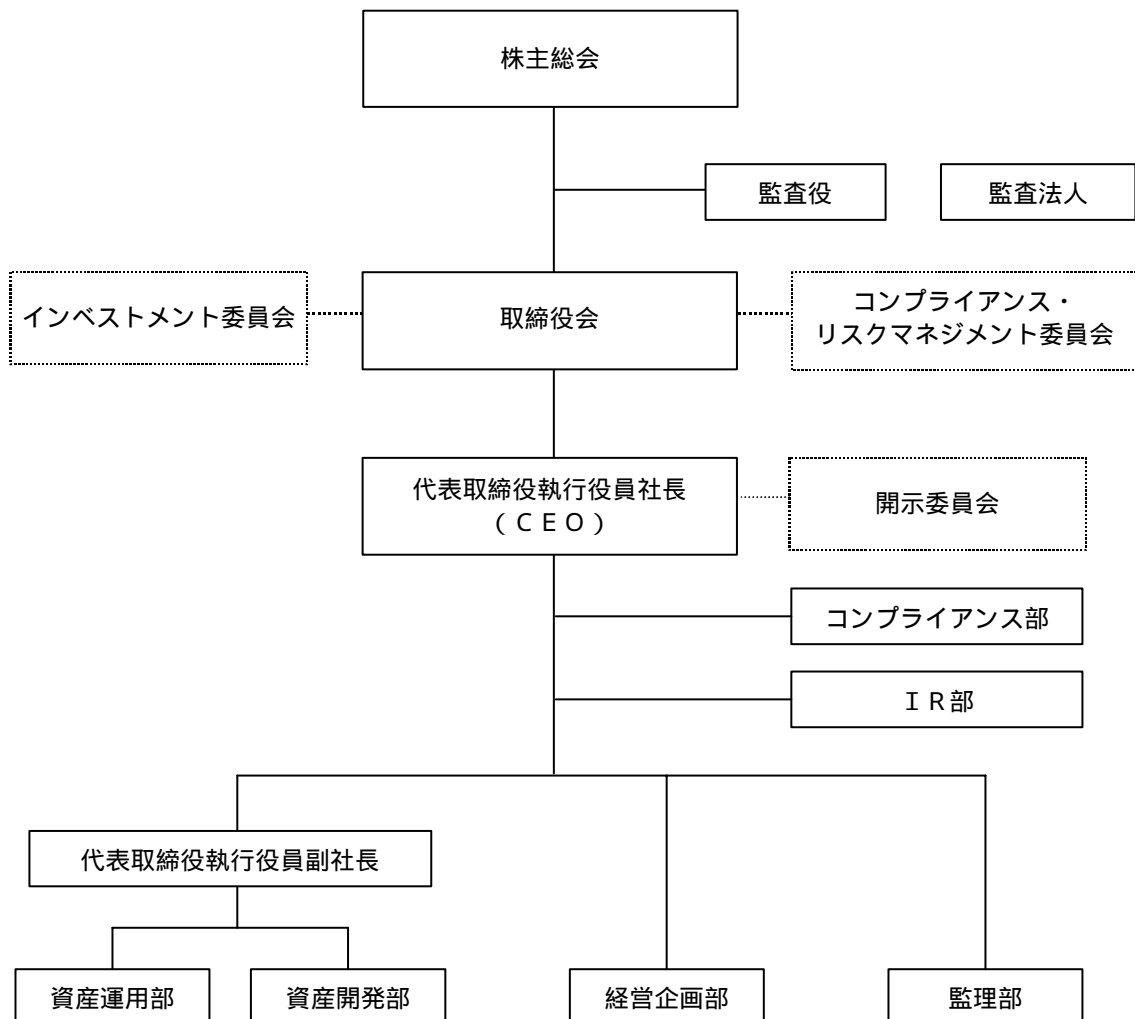 株主総会
監査役
監査法人
インベストメント委員会
取締役会
コンプライアンス・
リスクマネジメント委員会
代表取締役執行役員社長
（ＣＥＯ）
開示委員会
コンプライアンス部
ＩＲ部
代表取締役執行役員副社長
資産運用部
資産開発部
経営企画部
監理部